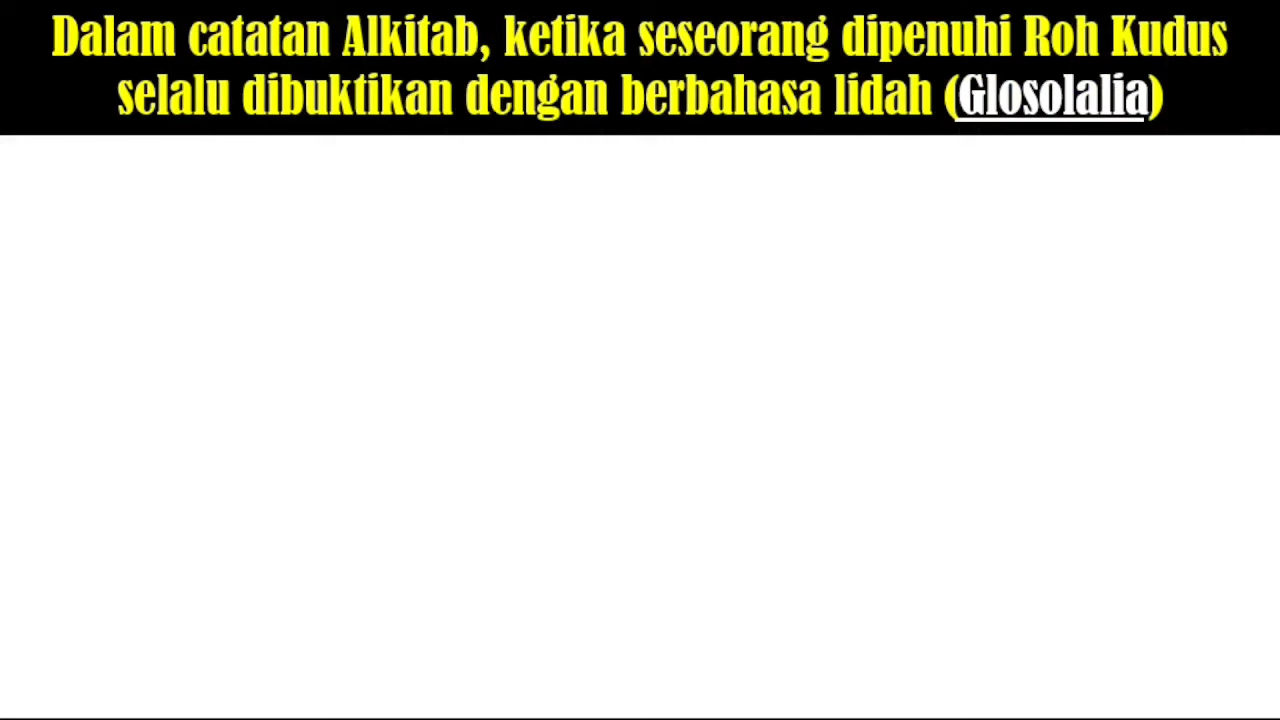 Dalam catatan Alkitab, ketika seseorang dipenuhi Roh Kudus
selalu dibuktikan dengan berbahasa lidah (Glosolalia)